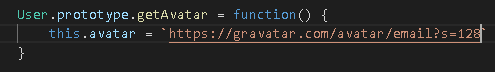 User.prototype.getAvatar = function() {
    this.avatar = `https://gravatar.com/avatar/email?s=128`
}